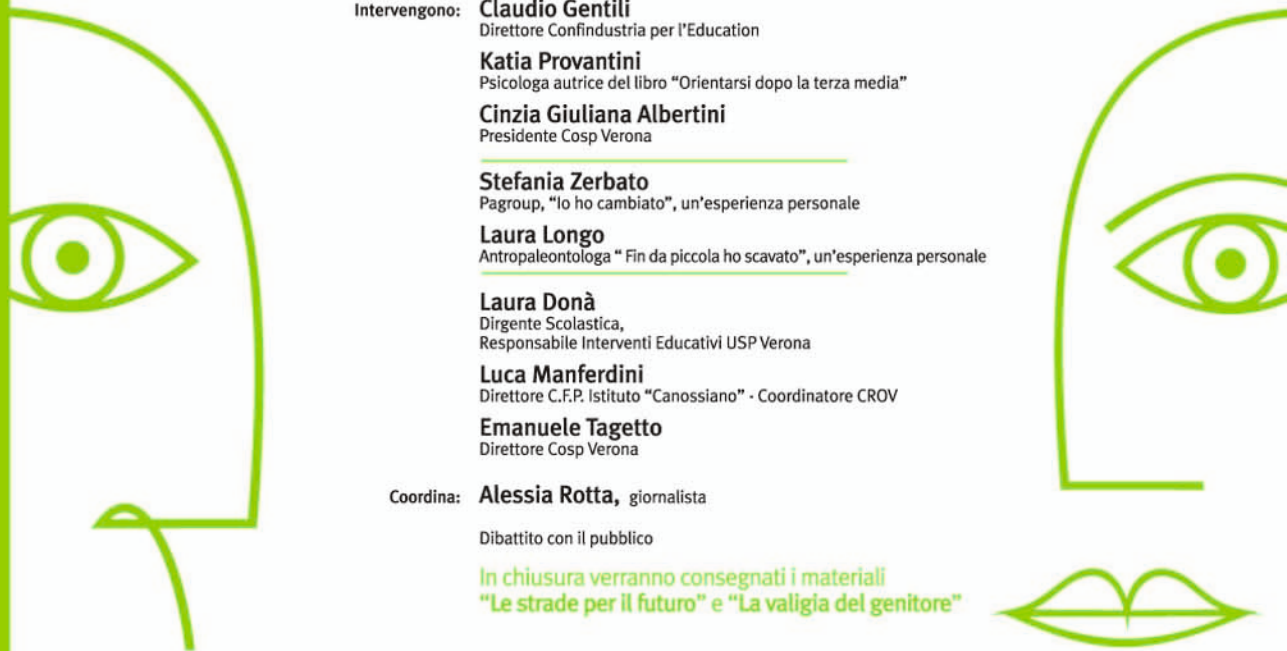 Intervengono: Claudio Gentili
Direttore Confindustria per l'Education
Katia Provantini
Psicologa autrice del libro “Orientarsi dopo la terza media”
Cinzia Giuliana Albertini
Presidente Cosp Verona
Stefania Zerbato
Pagroup, “Io ho cambiato”, un'esperienza personale
Laura Longo
Antropaleontologa “ Fin da piccola ho scavato”, un'esperienza personale
Laura Donà
Dirgente Scolastica,
Responsabile Interventi Educativi USP Verona
Luca Manferdini
Direttore C.F.P. Istituto “Canossiano” - Coordinatore CROV
Emanuele Tagetto
Direttore Cosp Verona
Coordina: Alessia Rotta, giornalista
Dibattito con il pubblico
In chiusura verranno consegnati i materiali
“Le strade per il futuro” e “La valigia del genitore”